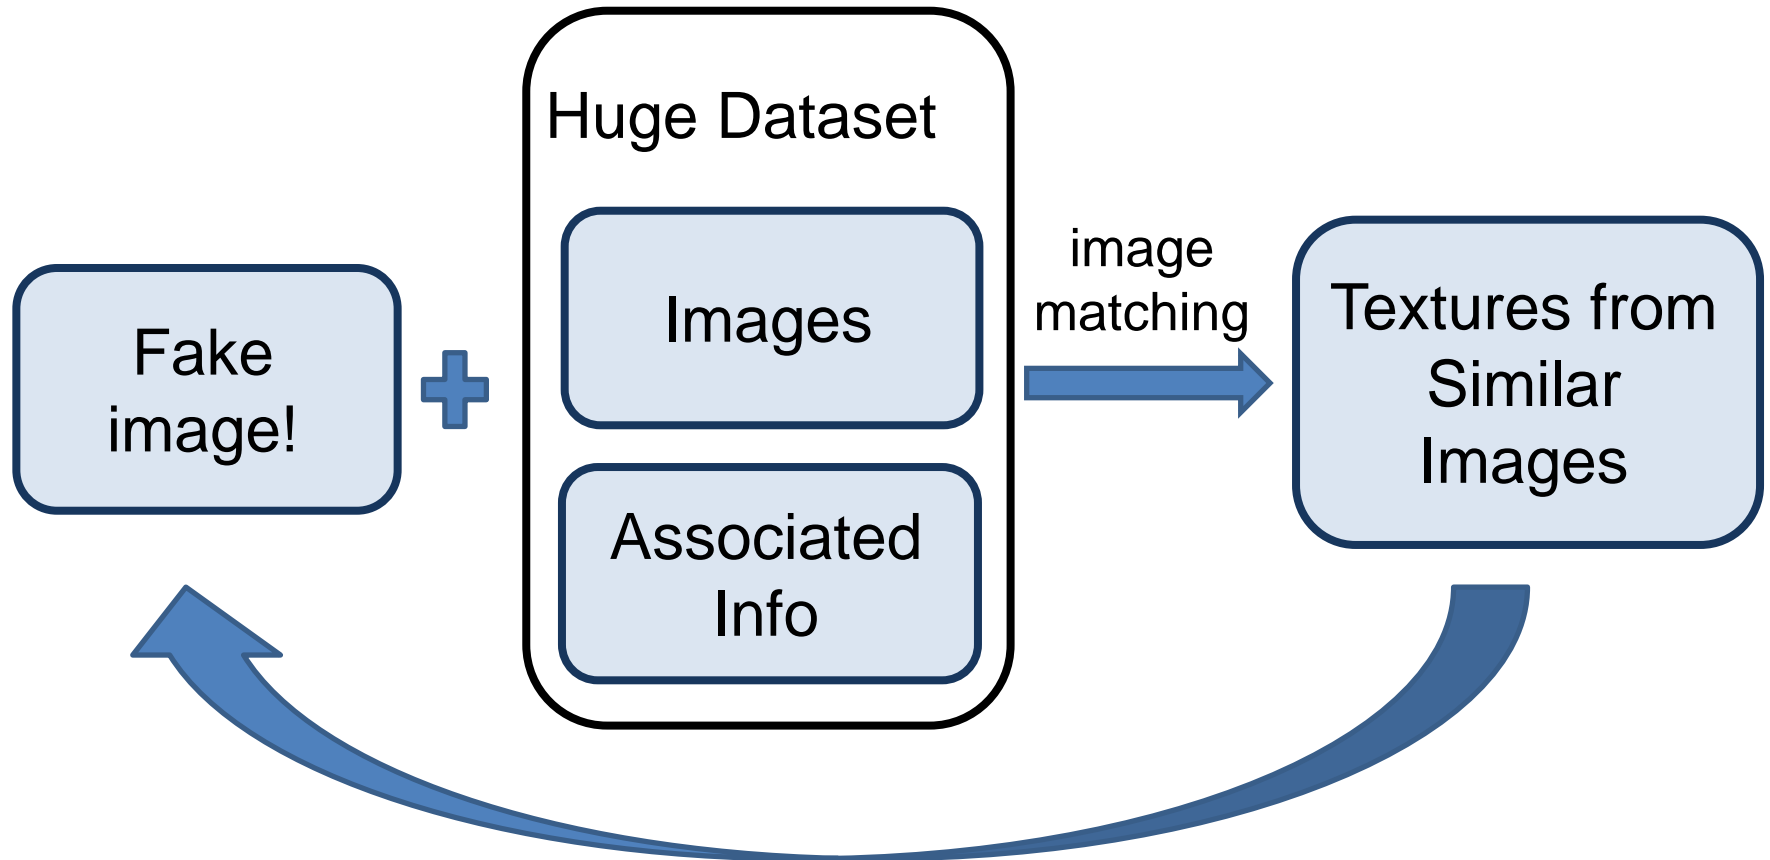 Fake
image!
Huge Dataset
Images
Associated
Info
image
matching
Textures from
Similar
Images